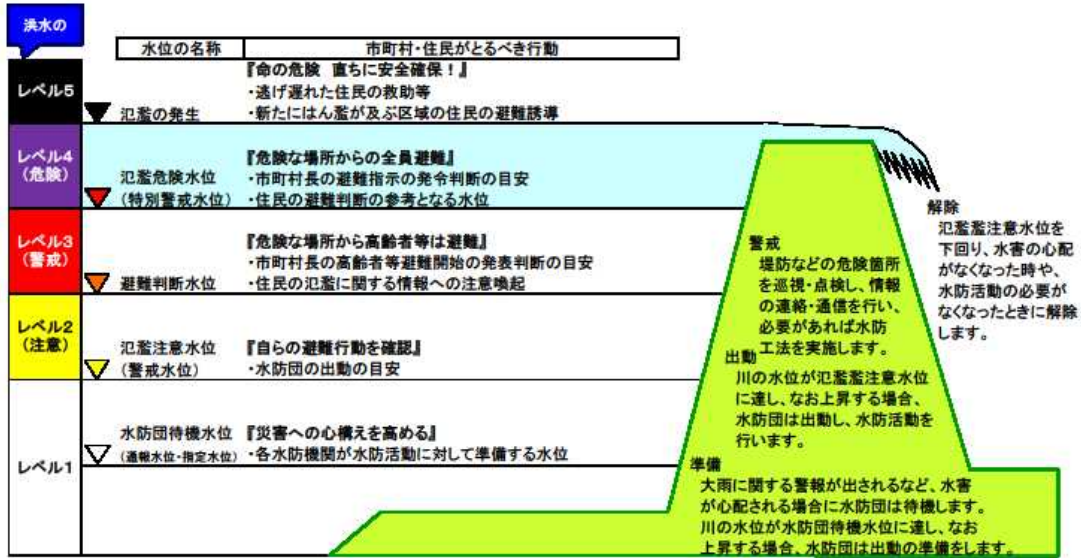 洪水の
水位の名称
市町村・住民がとるべき行動
レベル5
氾濫の発生
『命の危険 直ちに安全確保！』
・逃げ遅れた住民の救助等
・新たにはん濫が及ぶ区域の住民の避難誘導
レベル4
（危険）
氾濫危険水位
（特別警戒水位）
『危険な場所からの全員避難』
・市町村長の避難指示の発令判断の目安
・住民の避難判断の参考となる水位
レベル3
（警戒）
避難判断水位
『危険な場所から高齢者等は避難』
・市町村長の高齢者等避難開始の発表判断の目安
・住民の氾濫に関する情報への注意喚起
レベル2
（注意）
氾濫注意水位
（警戒水位）
『自らの避難行動を確認』
・水防団の出動の目安
レベル1
水防団待機水位
（通報水位・指定水位）
『災害への心構えを高める』
・各水防機関が水防活動に対して準備する水位
解除
氾濫濫注意水位を
下回り、水害の心配
がなくなった時や、
水防活動の必要が
なくなったときに解除
します。
警戒
堤防などの危険箇所
を巡視・点検し、情報
の連絡・通信を行い、
必要があれば水防
工法を実施します。
出動
川の水位が氾濫濫注意水位
に達し、なお上昇する場合、
水防団は出動し、水防活動を
行います。
準備
大雨に関する警報が出されるなど、水害
が心配される場合に水防団は待機します。
川の水位が水防団待機水位に達し、なお
上昇する場合、水防団は出動の準備をします。